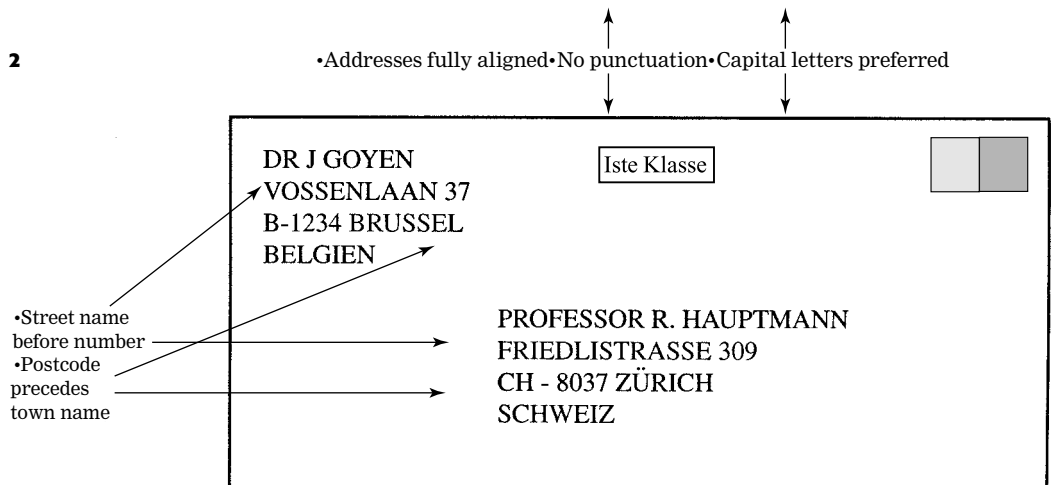 2
•Addresses fully aligned•No punctuation•Capital letters preferred
DR J GOYEN
VOSSENLAAN 37
B-1234 BRUSSEL
BELGIEN
Iste Klasse
•Street name
before number
•Postcode
precedes
town name
PROFESSOR R. HAUPTMANN
FRIEDLISTRASSE 309
CH - 8037 ZÜRICH
SCHWEIZ